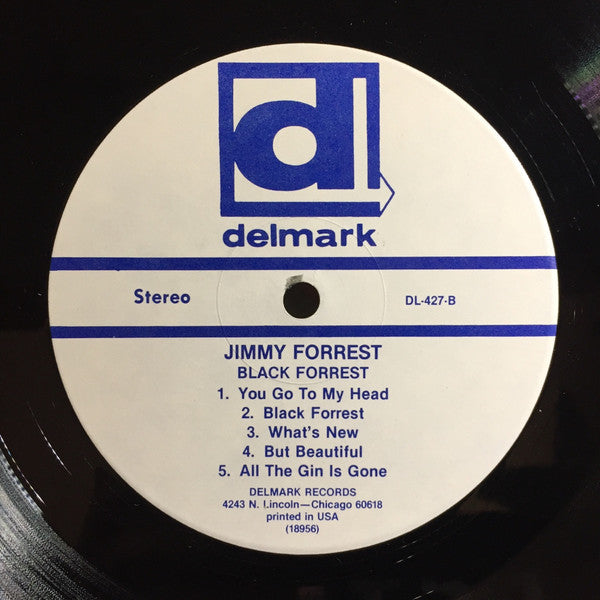 dl
delmark
Stereo
DL-427-B
JIMMY FORREST
BLACK FORREST
1. You Go To My Head
2. Black Forrest
3. What's New
4. But Beautiful
5. All The Gin Is Gone
DELMARK RECORDS
4243 N. Lincoln—Chicago 60618
printed in USA
(18956)